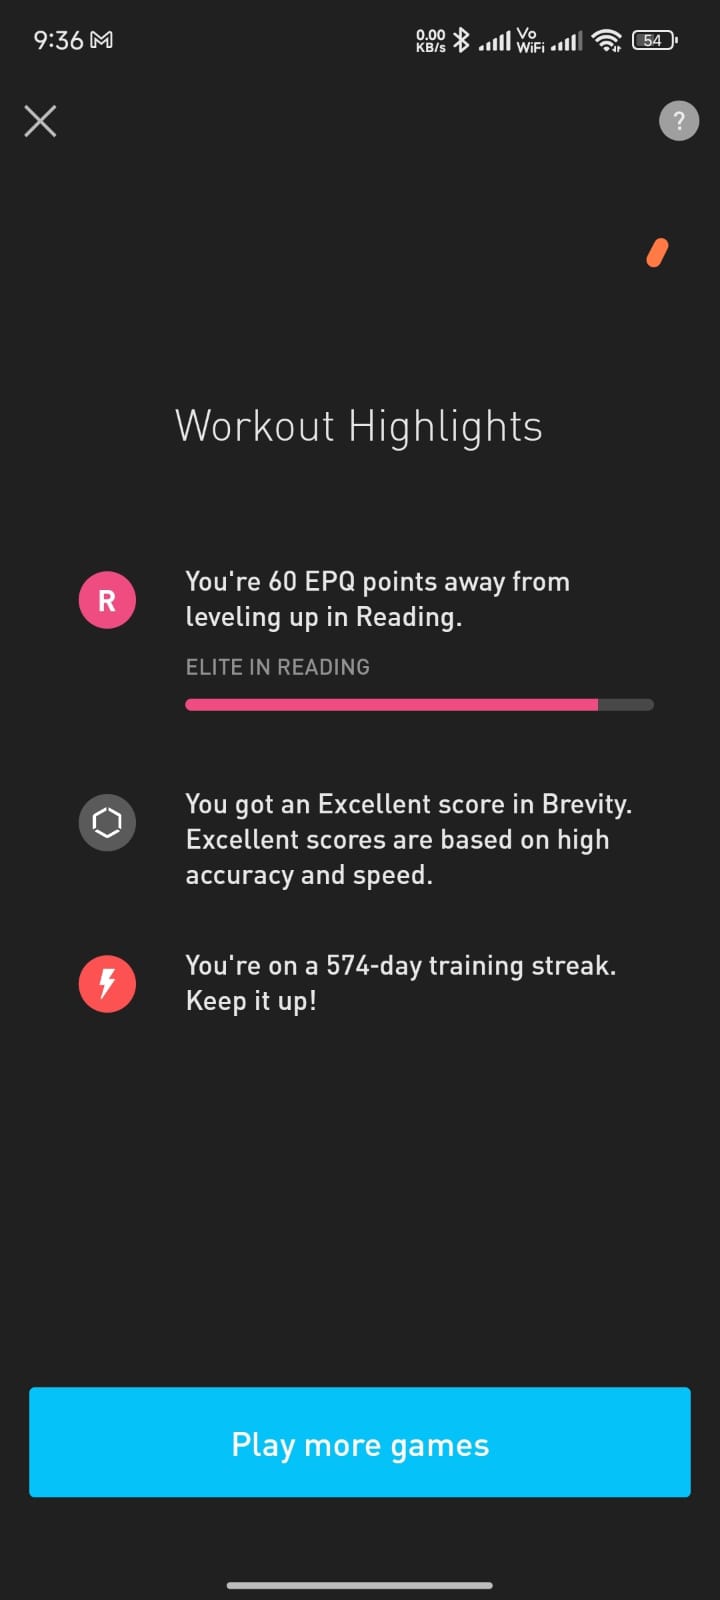 9:36
0.00
KB/s
Vo
WiFi
54
?
Workout Highlights
R
You're 60 EPQ points away from
leveling up in Reading.
ELITE IN READING
You got an Excellent score in Brevity.
Excellent scores are based on high
accuracy and speed.
You're on a 574-day training streak.
Keep it up!
Play more games